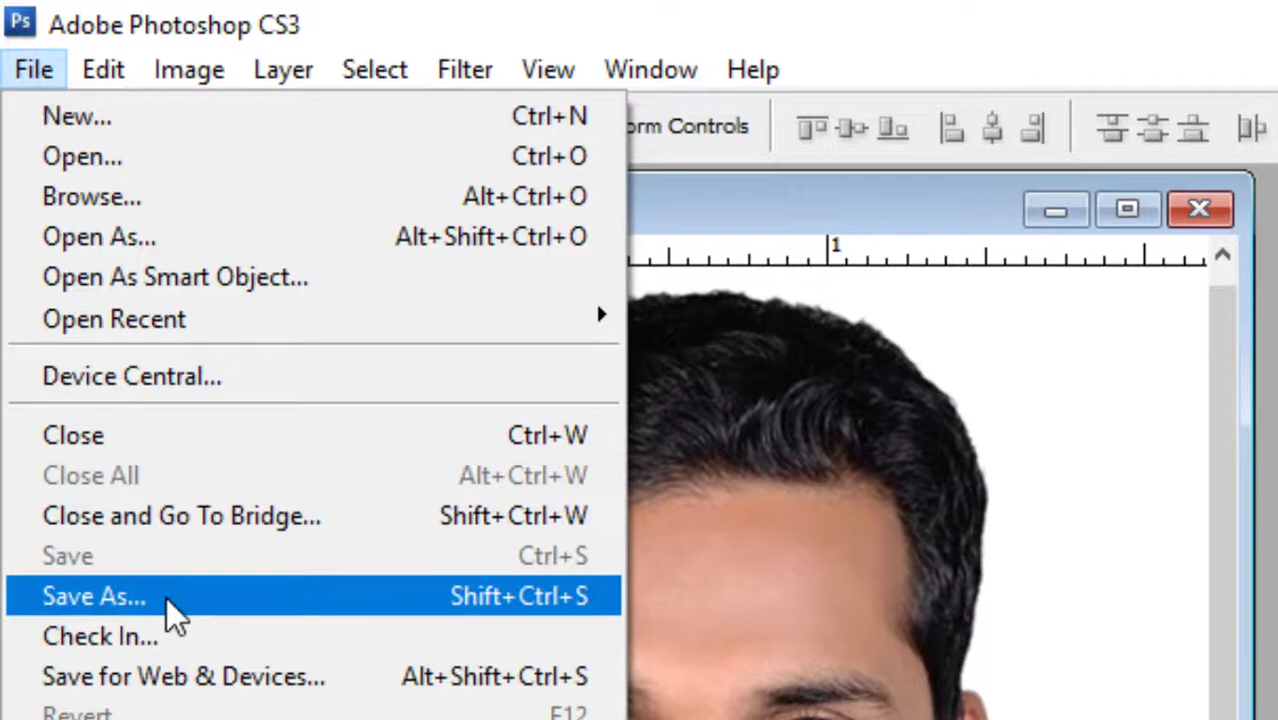 Ps Adobe Photoshop CS3
File Edit Image Layer Select Filter View Window Help
New... Ctrl+N
orm Controls
Open... Ctrl+O
Browse... Alt+Ctrl+O
Open As... Alt+Shift+Ctrl+O
1
Open As Smart Object...
Open Recent
Device Central...
Close Ctrl+W
Close All Alt+Ctrl+W
Close and Go To Bridge... Shift+Ctrl+W
Save Ctrl+S
Save As... Shift+Ctrl+S
Check In...
Save for Web & Devices... Alt+Shift+Ctrl+S
Revert F12